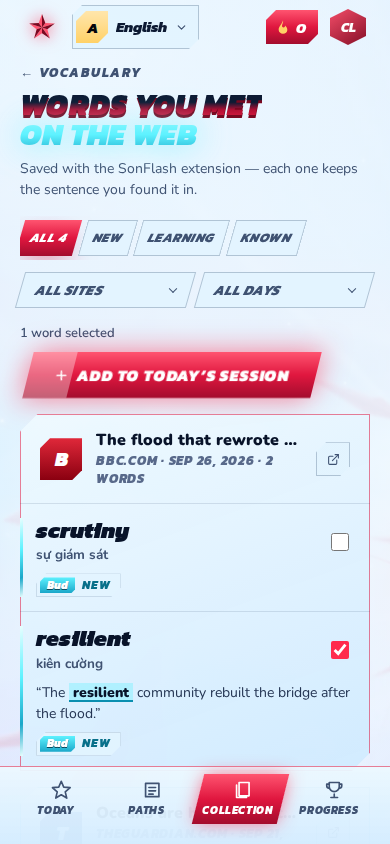 A English
0
CL
← VOCABULARY
WORDS YOU MET
ON THE WEB
Saved with the SonFlash extension — each one keeps
the sentence you found it in.
ALL 4 NEW LEARNING KNOWN
ALL SITES ALL DAYS
1 word selected
+ ADD TO TODAY’S SESSION
B
The flood that rewrote ...
BBC.COM · SEP 26, 2026 · 2
WORDS
scrutiny
sự giám sát
Bud NEW
resilient
kiên cường
“The resilient community rebuilt the bridge after
the flood.”
Bud NEW
TODAY PATHS COLLECTION PROGRESS